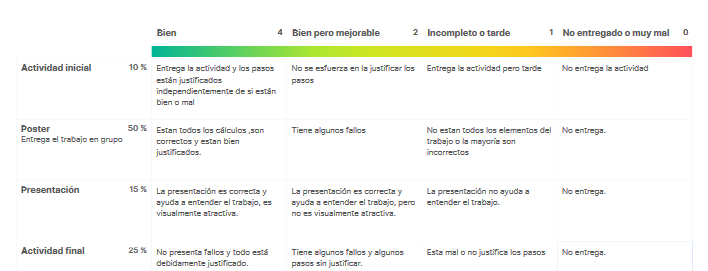 Bien 4 Bien pero mejorable 2 Incompleto o tarde 1 No entregado o muy mal 0
Actividad inicial 10 %
Entrega la actividad y los pasos
están justificados
independientemente de si están
bien o mal
No se esfuerza en la justificar los
pasos
Entrega la actividad pero tarde
No entrega la actividad
Poster 50 %
Entrega el trabajo en grupo
Estan todos los cálculos ,son
correctos y estan bien
justificados.
Tiene algunos fallos
No estan todos los elementos del
trabajo o la mayoría son
incorrectos
No entrega.
Presentación 15 %
La presentación es correcta y
ayuda a entender el trabajo, es
visualmente atractiva.
La presentación es correcta y
ayuda a entender el trabajo, pero
no es visualmente atractiva.
La presentación no ayuda a
entender el trabajo.
No entrega.
Actividad final 25 %
No presenta fallos y todo está
debidamente justificado.
Tiene algunos fallos y algunos
pasos sin justificar.
Esta mal o no justifica los pasos
No entrega.